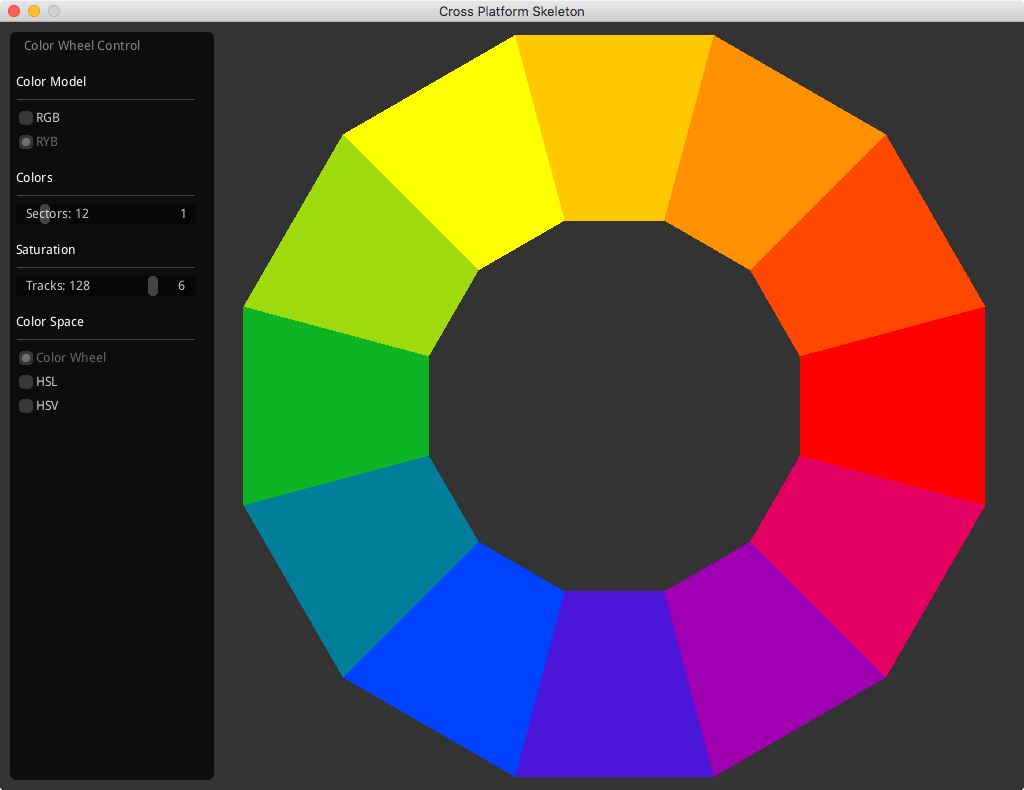 Cross Platform Skeleton
Color Wheel Control
Color Model
RGB
RYB
Colors
Sectors: 12 1
Saturation
Tracks: 128 6
Color Space
Color Wheel
HSL
HSV